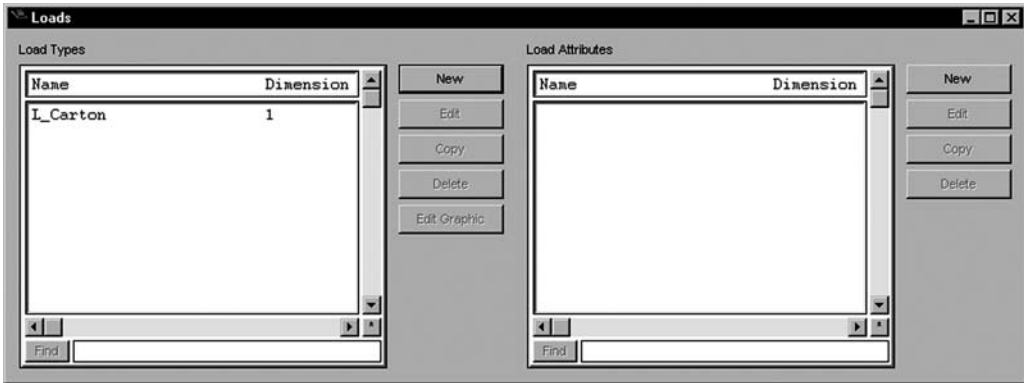 Loads
Load Types
Name Dimension
L_Carton 1
New
Edit
Copy
Delete
Edit Graphic
Find
Load Attributes
Name Dimension
New
Edit
Copy
Delete
Find